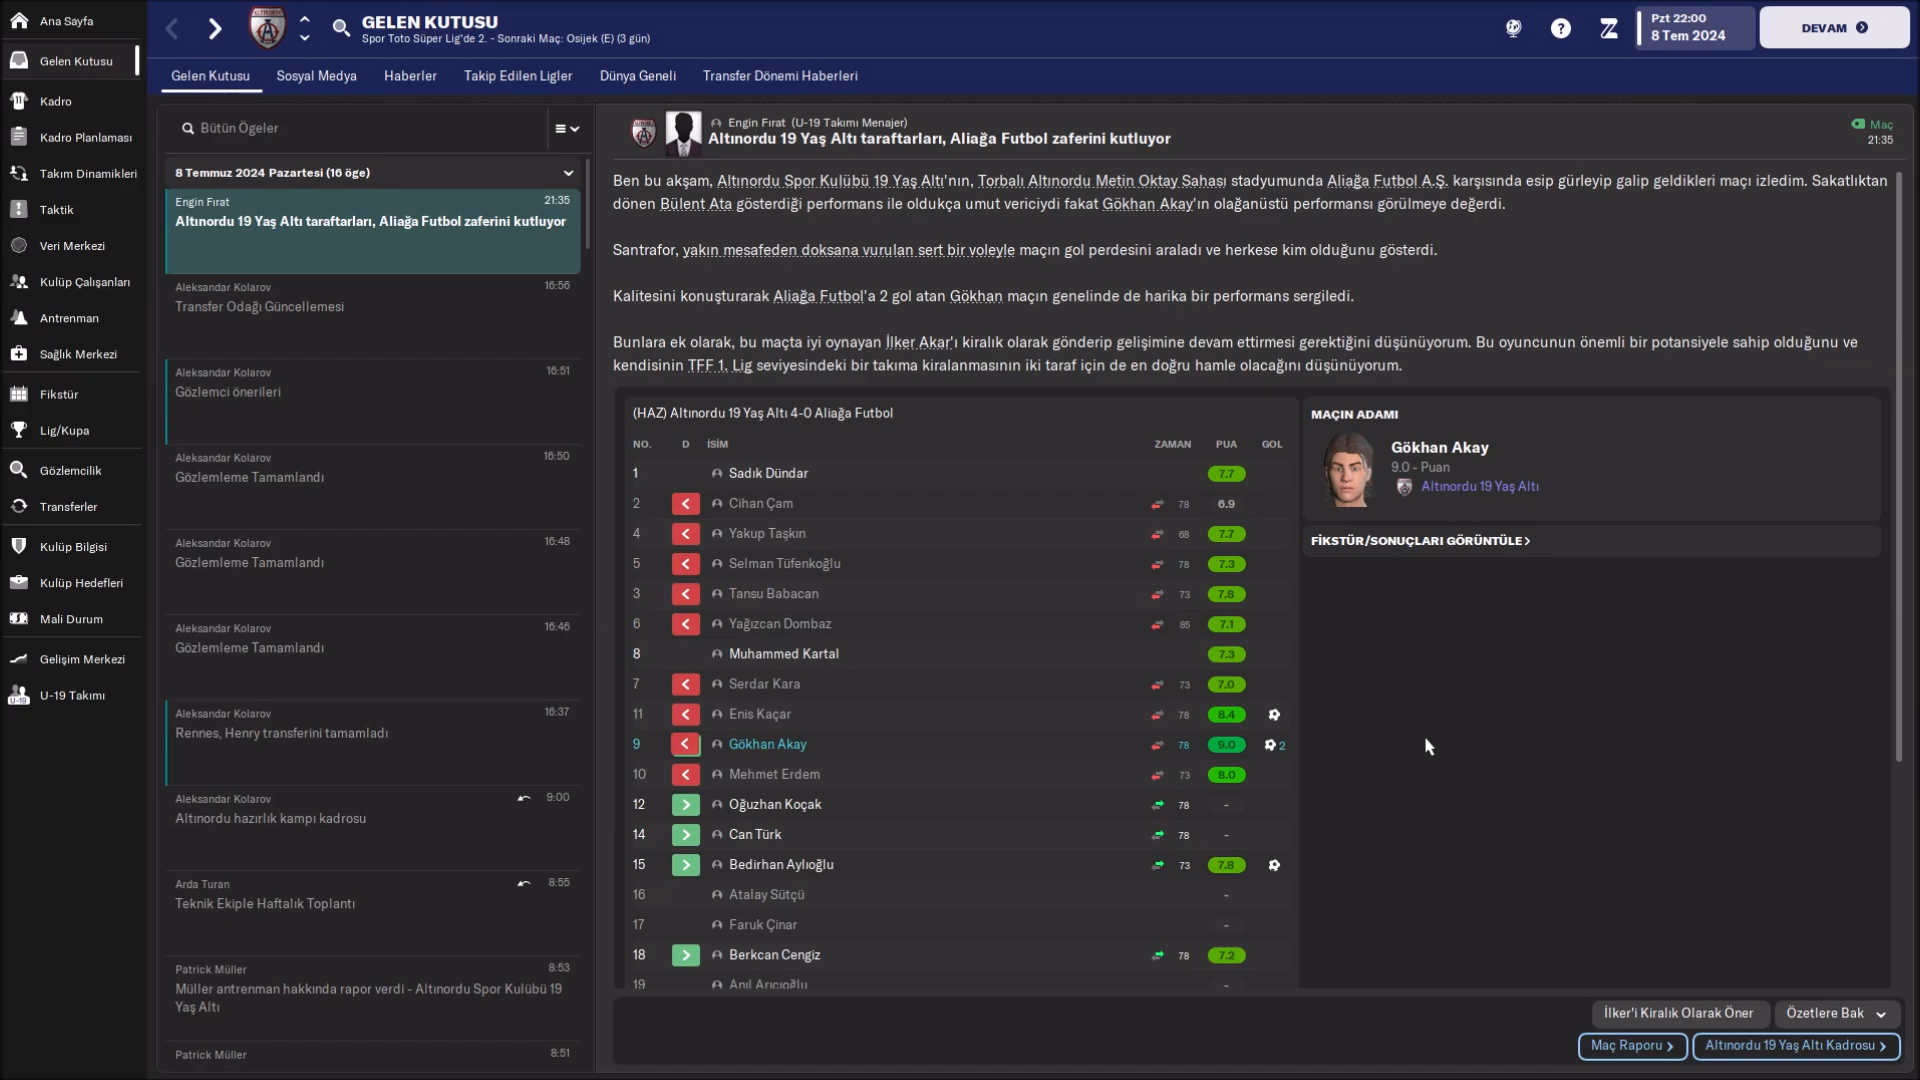 Ana Sayfa
Gelen Kutusu
Kadro
Kadro Planlaması
Takım Dinamikleri
Taktik
Veri Merkezi
Kulüp Çalışanları
Antrenman
Sağlık Merkezi
Fikstür
Lig/Kupa
Gözlemcilik
Transferler
Kulüp Bilgisi
Kulüp Hedefleri
Mali Durum
Gelişim Merkezi
U-19 Takımı
GELEN KUTUSU
Spor Toto Süper Lig'de 2. - Sonraki Maç: Osijek (E) (3 gün)
Pzt 22:00
8 Tem 2024
DEVAM
Gelen Kutusu Sosyal Medya Haberler Takip Edilen Ligler Dünya Geneli Transfer Dönemi Haberleri
Bütün Ögeler
8 Temmuz 2024 Pazartesi (16 öge)
Engin Fırat 21:35
Altınordu 19 Yaş Altı taraftarları, Aliağa Futbol zaferini kutluyor
Aleksandar Kolarov 16:56
Transfer Odağı Güncellemesi
Aleksandar Kolarov 16:51
Gözlemci önerileri
Aleksandar Kolarov 16:50
Gözlemleme Tamamlandı
Aleksandar Kolarov 16:48
Gözlemleme Tamamlandı
Aleksandar Kolarov 16:46
Gözlemleme Tamamlandı
Aleksandar Kolarov 16:37
Rennes, Henry transferini tamamladı
Aleksandar Kolarov 9:00
Altınordu hazırlık kampı kadrosu
Arda Turan 8:55
Teknik Ekiple Haftalık Toplantı
Patrick Müller 8:53
Müller antrenman hakkında rapor verdi - Altınordu Spor Kulübü 19
Yaş Altı
Patrick Müller 8:51
Engin Fırat (U-19 Takımı Menajer)
Altınordu 19 Yaş Altı taraftarları, Aliağa Futbol zaferini kutluyor
Maç
21:35
Ben bu akşam, Altınordu Spor Kulübü 19 Yaş Altı'nın, Torbalı Altınordu Metin Oktay Sahası stadyumunda Aliağa Futbol A.Ş. karşısında esip gürleyip galip geldikleri maçı izledim. Sakatlıktan
dönen Bülent Ata gösterdiği performans ile oldukça umut vericiydi fakat Gökhan Akay'ın olağanüstü performansı görülmeye değerdi.
Santrafor, yakın mesafeden doksana vurulan sert bir voleyle maçın gol perdesini araladı ve herkese kim olduğunu gösterdi.
Kalitesini konuşturarak Aliağa Futbol'a 2 gol atan Gökhan maçın genelinde de harika bir performans sergiledi.
Bunlara ek olarak, bu maçta iyi oynayan İlker Akar'ı kiralık olarak gönderip gelişimine devam ettirmesi gerektiğini düşünüyorum. Bu oyuncunun önemli bir potansiyele sahip olduğunu ve
kendisinin TFF 1. Lig seviyesindeki bir takıma kiralanmasının iki taraf için de en doğru hamle olacağını düşünüyorum.
(HAZ) Altınordu 19 Yaş Altı 4-0 Aliağa Futbol
NO. D İSİM ZAMAN PUA GOL
1 Sadık Dündar 7.7
2 Cihan Çam 78 6.9
4 Yakup Taşkın 68 7.7
5 Selman Tüfenkoğlu 78 7.3
3 Tansu Babacan 73 7.8
6 Yağızcan Dombaz 85 7.1
8 Muhammed Kartal 7.3
7 Serdar Kara 73 7.0
11 Enis Kaçar 78 8.4
9 Gökhan Akay 78 9.0 2
10 Mehmet Erdem 73 8.0
12 Oğuzhan Koçak 78 -
14 Can Türk 78 -
15 Bedirhan Aylıoğlu 73 7.8
16 Atalay Sütçü -
17 Faruk Çinar -
18 Berkcan Cengiz 78 7.2
19 Anıl Arıcıoğlu -
MAÇIN ADAMI
Gökhan Akay
9.0 - Puan
Altınordu 19 Yaş Altı
FİKSTÜR/SONUÇLARI GÖRÜNTÜLE>
İlker'i Kiralık Olarak Öner Özetlere Bak
Maç Raporu > Altınordu 19 Yaş Altı Kadrosu >